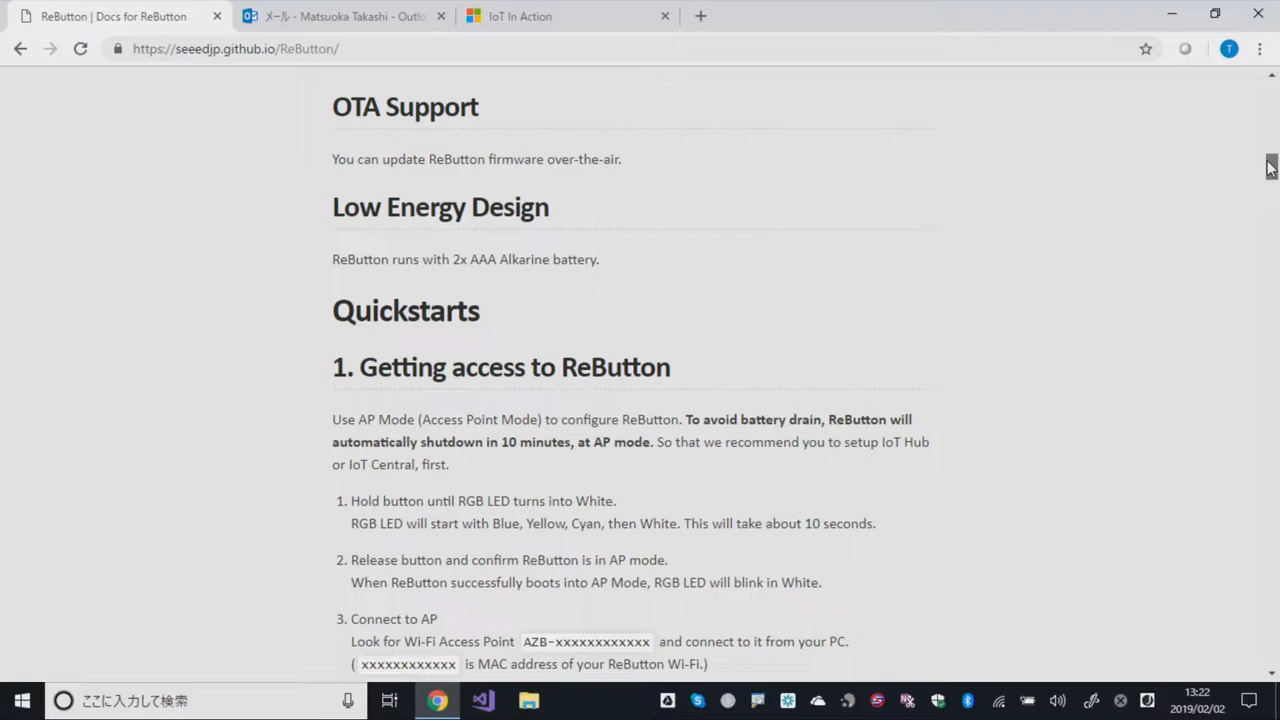 ReButton | Docs for ReButton
メール - Matsuoka Takashi - Outlo
IoT In Action
https://seeedjp.github.io/ReButton/
T
OTA Support
You can update ReButton firmware over-the-air.
Low Energy Design
ReButton runs with 2x AAA Alkarine battery.
Quickstarts
1. Getting access to ReButton
Use AP Mode (Access Point Mode) to configure ReButton. To avoid battery drain, ReButton will
automatically shutdown in 10 minutes, at AP mode. So that we recommend you to setup IoT Hub
or IoT Central, first.
1. Hold button until RGB LED turns into White.
RGB LED will start with Blue, Yellow, Cyan, then White. This will take about 10 seconds.
2. Release button and confirm ReButton is in AP mode.
When ReButton successfully boots into AP Mode, RGB LED will blink in White.
3. Connect to AP
Look for Wi-Fi Access Point AZB-xxxxxxxxxxxx and connect to it from your PC.
( xxxxxxxxxxxx is MAC address of your ReButton Wi-Fi.)
ここに入力して検索
13:22
2019/02/02